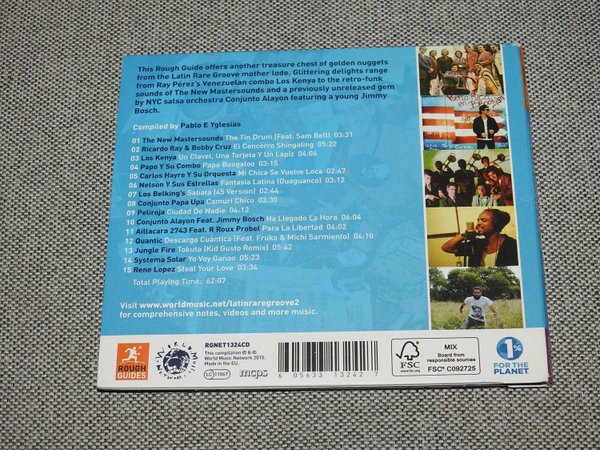 This Rough Guide offers another treasure chest of golden nuggets
from the Latin Rare Groove mother lode. Glittering delights range
from Ray Pérez's Venezuelan combo Los Kenya to the retro-funk
sounds of The New Mastersounds and a previously unreleased gem
by NYC salsa orchestra Conjunto Alayon featuring a young Jimmy
Bosch.
Compiled by Pablo E Yglesias
01 The New Mastersounds The Tin Drum (Feat. Sam Bell) 03:31
02 Ricardo Ray & Bobby Cruz El Cencerro Shingaling 05:22
03 Los Kenya Un Clavel, Una Tarjeta Y Un Lapiz 04:06
04 Papo Y Su Combo Papo Boogaloo 03:13
05 Carlos Hayre Y Su Orquesta Mi Chica Se Vuelve Loca 02:47
06 Nelson Y Sus Estrellas Fantasia Latina (Guaguanco) 03:12
07 Los Belking's Sabata (45 Version) 02:44
08 Conjunto Papa Upa Camuri Chico 03:30
09 Peliroja Ciudad De Nadie 04:12
10 Conjunto Alayon Feat. Jimmy Bosch Ha Llegado La Hora 06:04
11 Aillacara 2743 Feat. R Roux Probel Para La Libertad 04:02
12 Quantic Descarga Cuántica (Feat. Fruko & Michi Sarmiento) 04:10
13 Jungle Fire Tokuta (Kid Gusto Remix) 05:42
14 Systema Solar Yo Voy Ganao 05:23
15 Rene Lopez Steal Your Love 03:34
Total Playing Time: 62:07
Visit www.worldmusic.net/latinraregroove2
for comprehensive notes, videos and more music.
ROUGH
GUIDES
RGNET1324CD
This compilation ℗ & ©
World Music Network 2015.
Made in the EU.
LC 11067
mcps
6 05633 13242 7
FSC
www.fsc.org
MIX
Board from
responsible sources
FSC® C092725
1%
FOR THE
PLANET